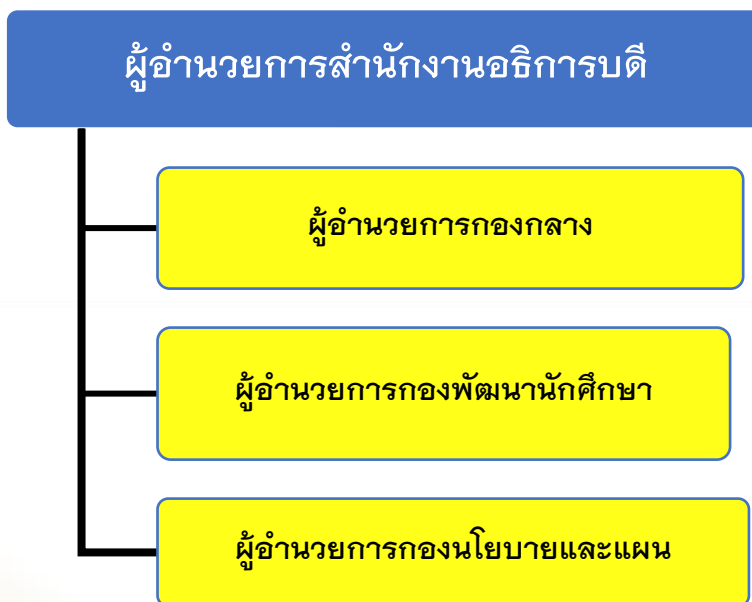 ผู้อำนวยการสำนักงานอธิการบดี
ผู้อำนวยการกองกลาง
ผู้อำนวยการกองพัฒนานักศึกษา
ผู้อำนวยการกองนโยบายและแผน